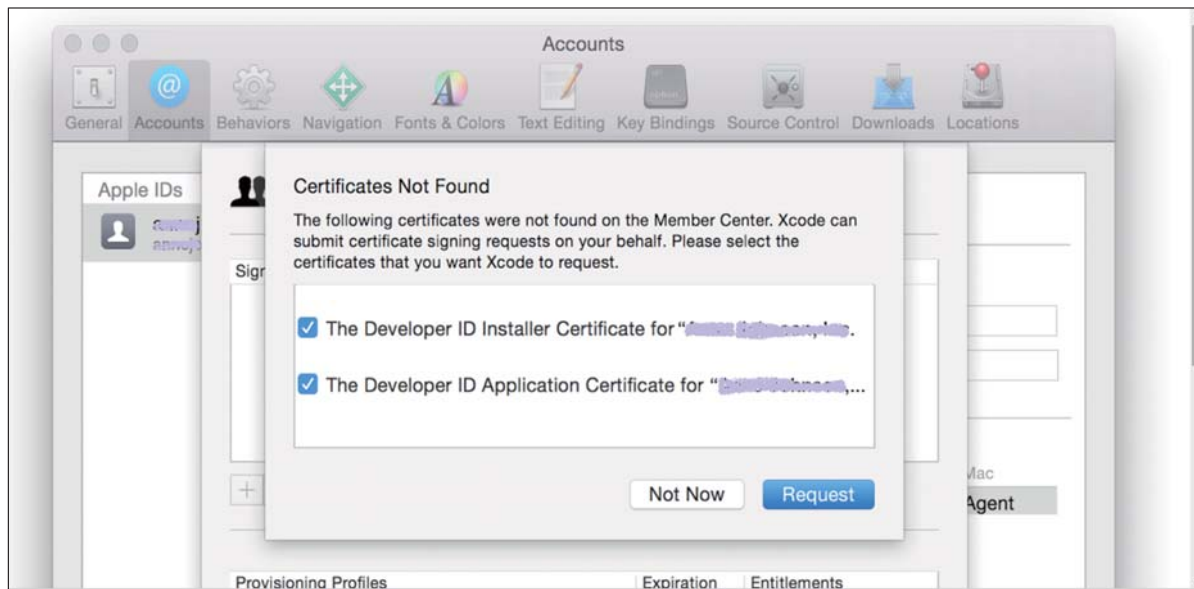 Accounts
General Accounts Behaviors Navigation Fonts & Colors Text Editing Key Bindings Source Control Downloads Locations
Apple IDs
Certificates Not Found
The following certificates were not found on the Member Center. Xcode can
submit certificate signing requests on your behalf. Please select the
certificates that you want Xcode to request.
Sign
The Developer ID Installer Certificate for “
The Developer ID Application Certificate for “ ,...
Not Now Request
Mac
Agent
Provisioning Profiles Expiration Entitlements